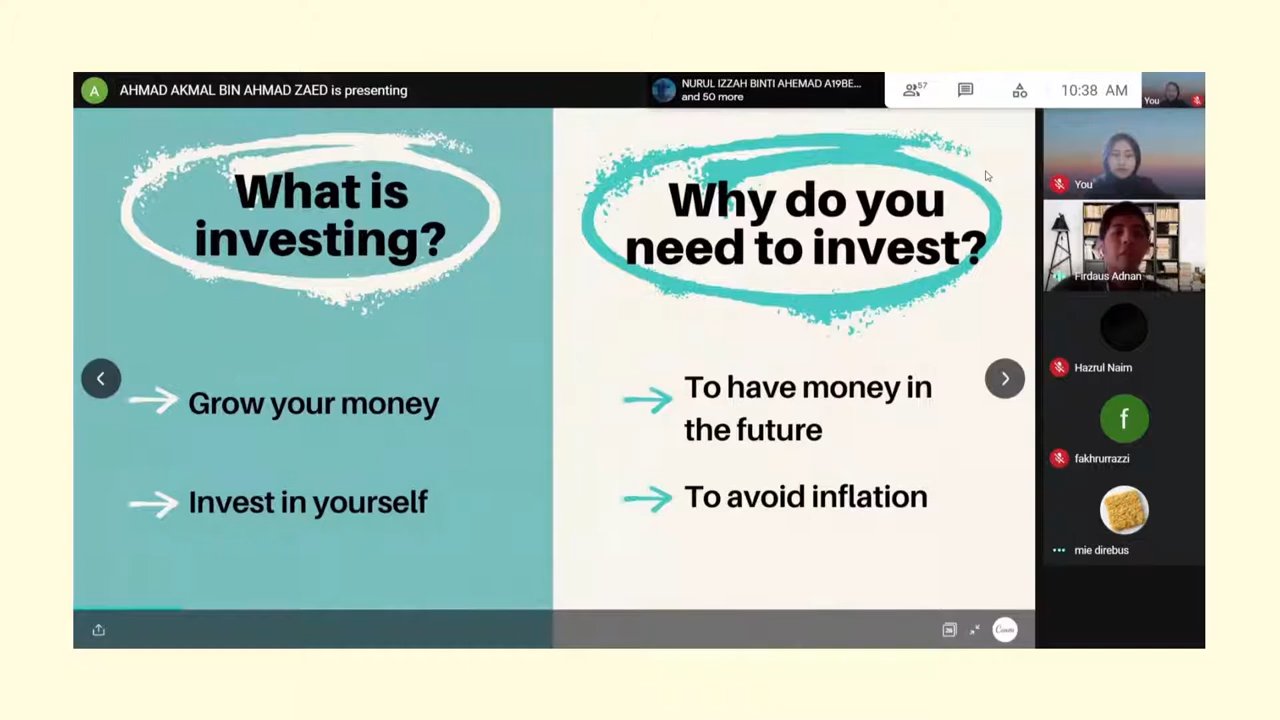 A
AHMAD AKMAL BIN AHMAD ZAED is presenting
NURUL IZZAH BINTI AHEMAD A19BE...
and 50 more
57
10:38 AM
You
What is
investing?
Grow your money
Invest in yourself
Why do you
need to invest?
To have money in
the future
To avoid inflation
You
Firdaus Adnan
Hazrul Naim
f
fakhrurrazzi
mie direbus
Canva